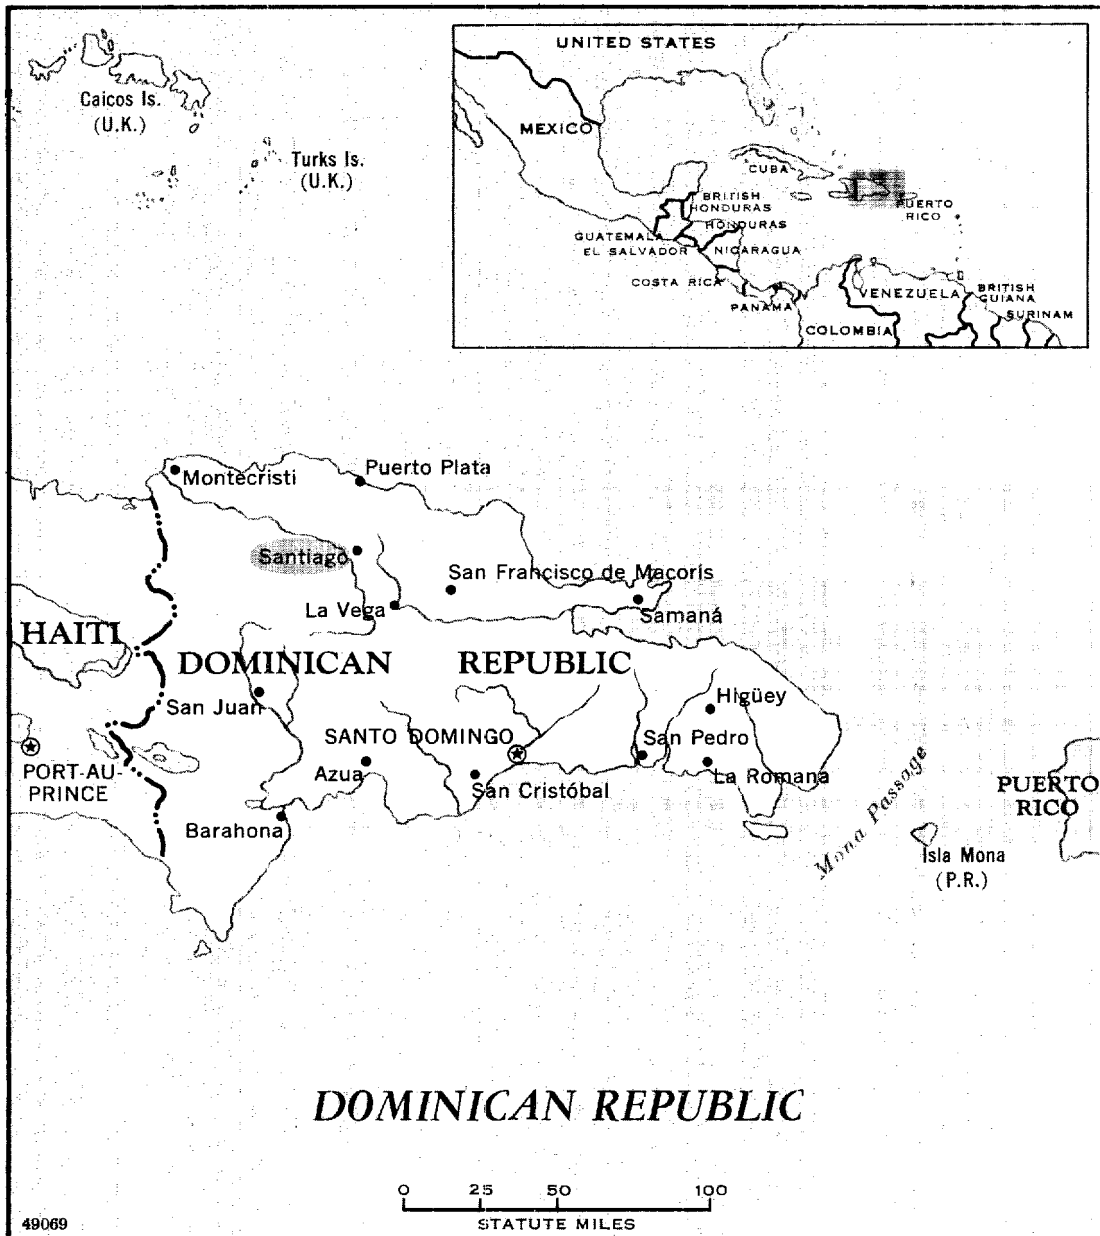 Caicos Is.
(U.K.)
Turks Is.
(U.K.)
UNITED STATES
MEXICO
CUBA
PUERTO
RICO
BRITISH
HONDURAS
HONDURAS
GUATEMALA
EL SALVADOR
NICARAGUA
COSTA RICA
PANAMA
VENEZUELA
BRITISH
GUIANA
SURINAM
COLOMBIA
Montecristi
Puerto Plata
Santiago
San Francisco de Macorís
La Vega
Samaná
HAITI
DOMINICAN REPUBLIC
San Juan
Higüey
SANTO DOMINGO
San Pedro
PORT-AU-
PRINCE
Azua
San Cristóbal
La Romana
Barahona
Mona Passage
PUERTO
RICO
Isla Mona
(P.R.)
DOMINICAN REPUBLIC
0 25 50 100
STATUTE MILES
49069